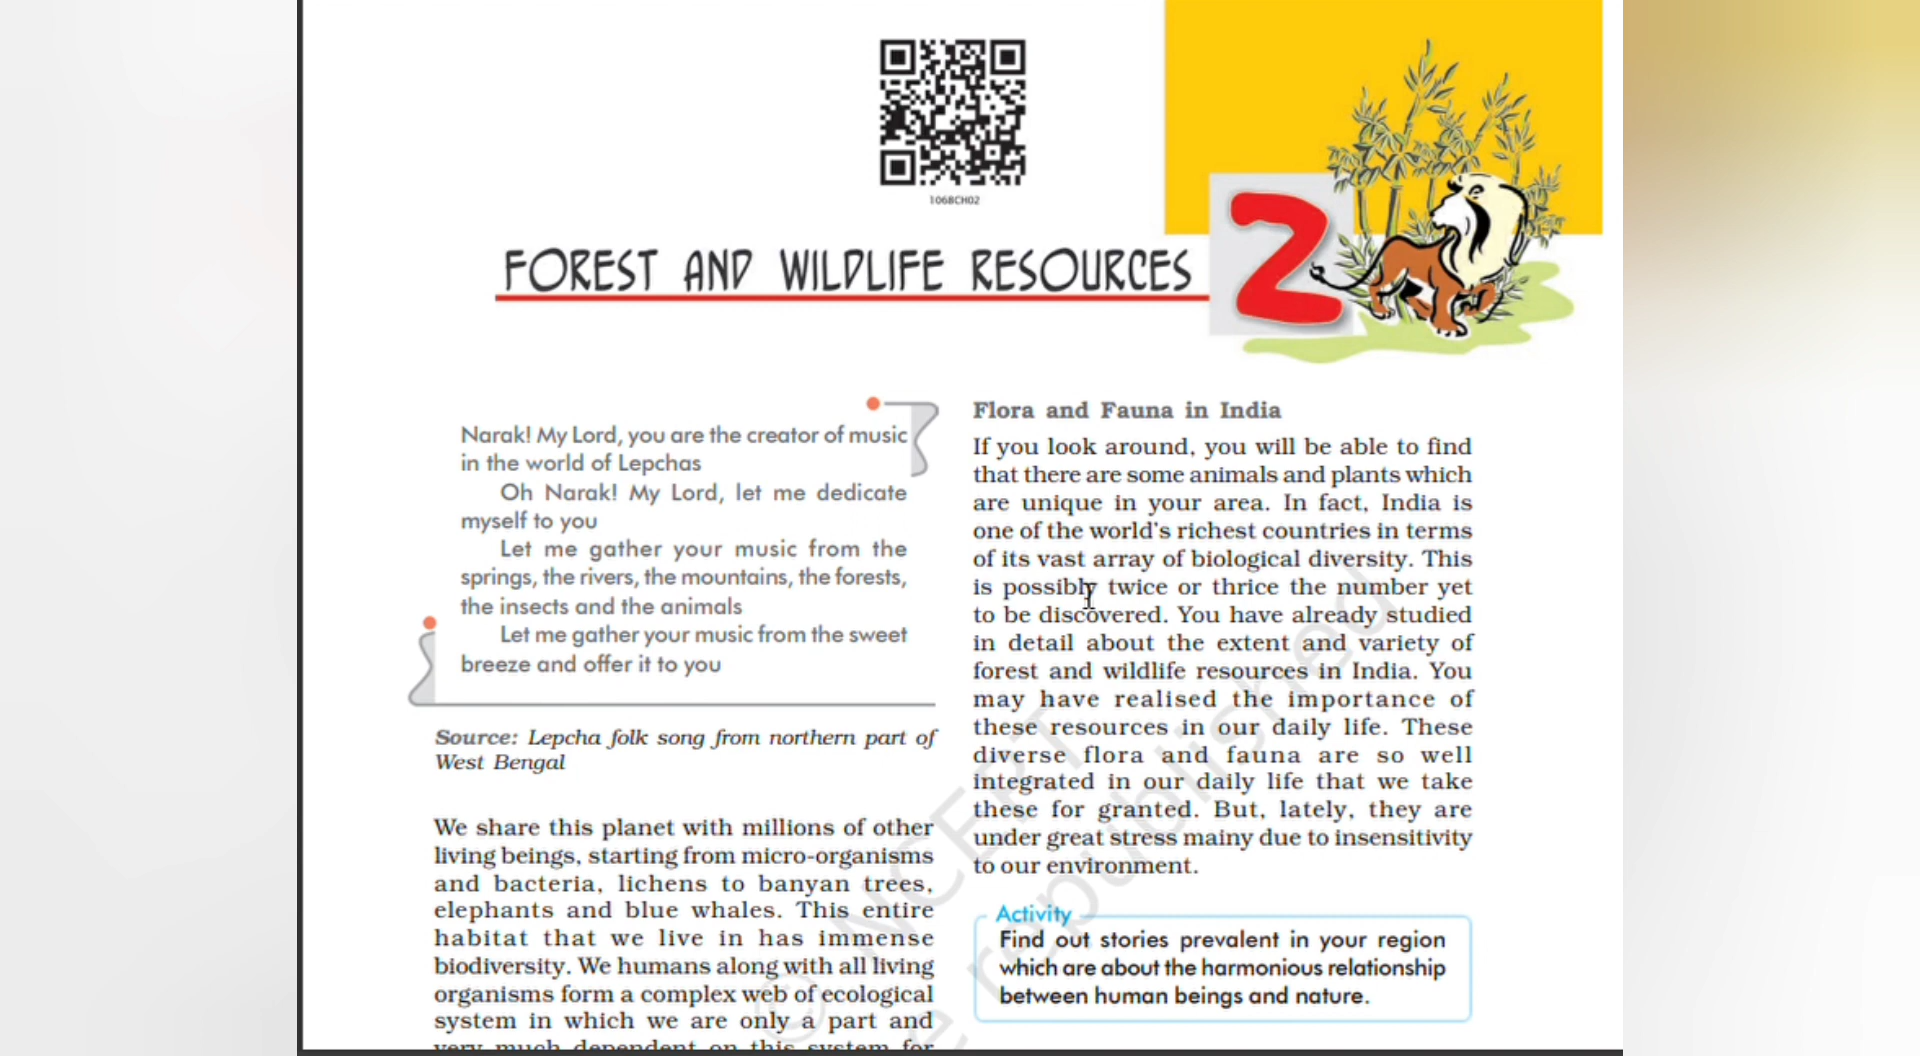 1068CH02
FOREST AND WILDLIFE RESOURCES
2
Narak! My Lord, you are the creator of music
in the world of Lepchas
Oh Narak! My Lord, let me dedicate
myself to you
Let me gather your music from the
springs, the rivers, the mountains, the forests,
the insects and the animals
Let me gather your music from the sweet
breeze and offer it to you
Source: Lepcha folk song from northern part of
West Bengal
We share this planet with millions of other
living beings, starting from micro-organisms
and bacteria, lichens to banyan trees,
elephants and blue whales. This entire
habitat that we live in has immense
biodiversity. We humans along with all living
organisms form a complex web of ecological
system in which we are only a part and
very much dependent on this system for
Flora and Fauna in India
If you look around, you will be able to find
that there are some animals and plants which
are unique in your area. In fact, India is
one of the world's richest countries in terms
of its vast array of biological diversity. This
is possibly twice or thrice the number yet
to be discovered. You have already studied
in detail about the extent and variety of
forest and wildlife resources in India. You
may have realised the importance of
these resources in our daily life. These
diverse flora and fauna are so well
integrated in our daily life that we take
these for granted. But, lately, they are
under great stress mainy due to insensitivity
to our environment.
Activity
Find out stories prevalent in your region
which are about the harmonious relationship
between human beings and nature.
© NCERT
e republished